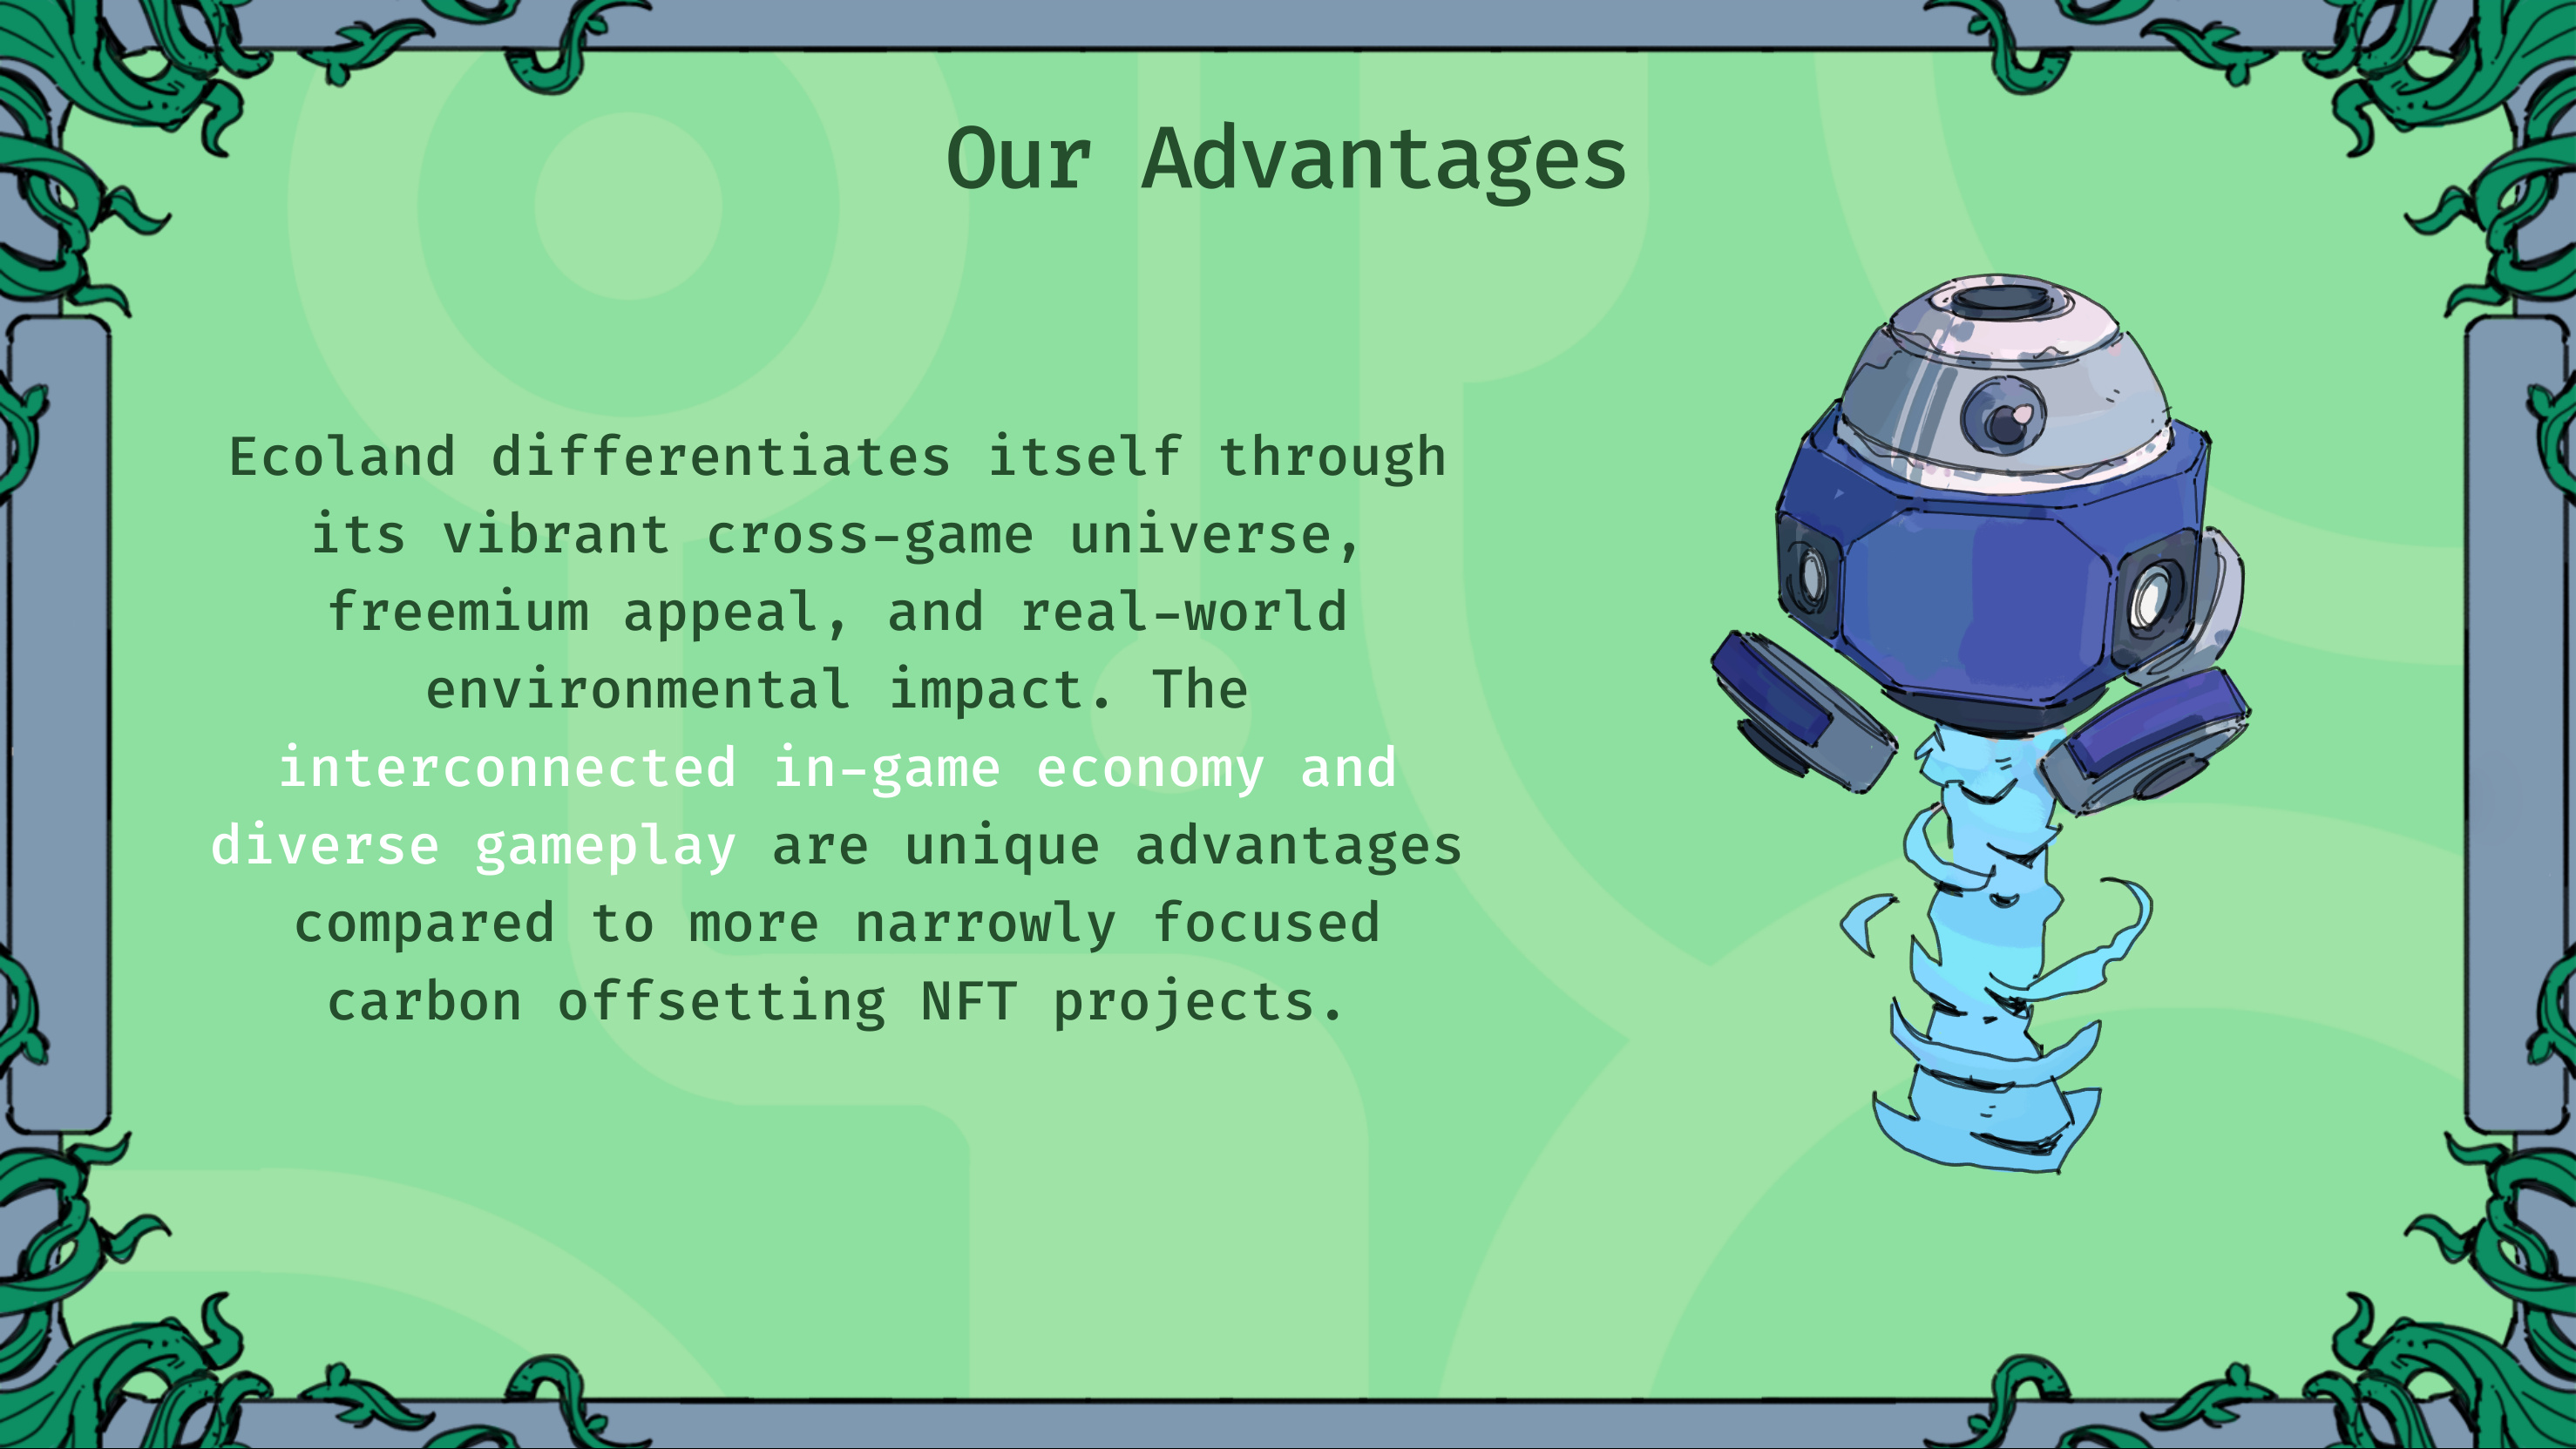 Our Advantages
Ecoland differentiates itself through
its vibrant cross-game universe,
freemium appeal, and real-world
environmental impact. The
interconnected in-game economy and
diverse gameplay are unique advantages
compared to more narrowly focused
carbon offsetting NFT projects.